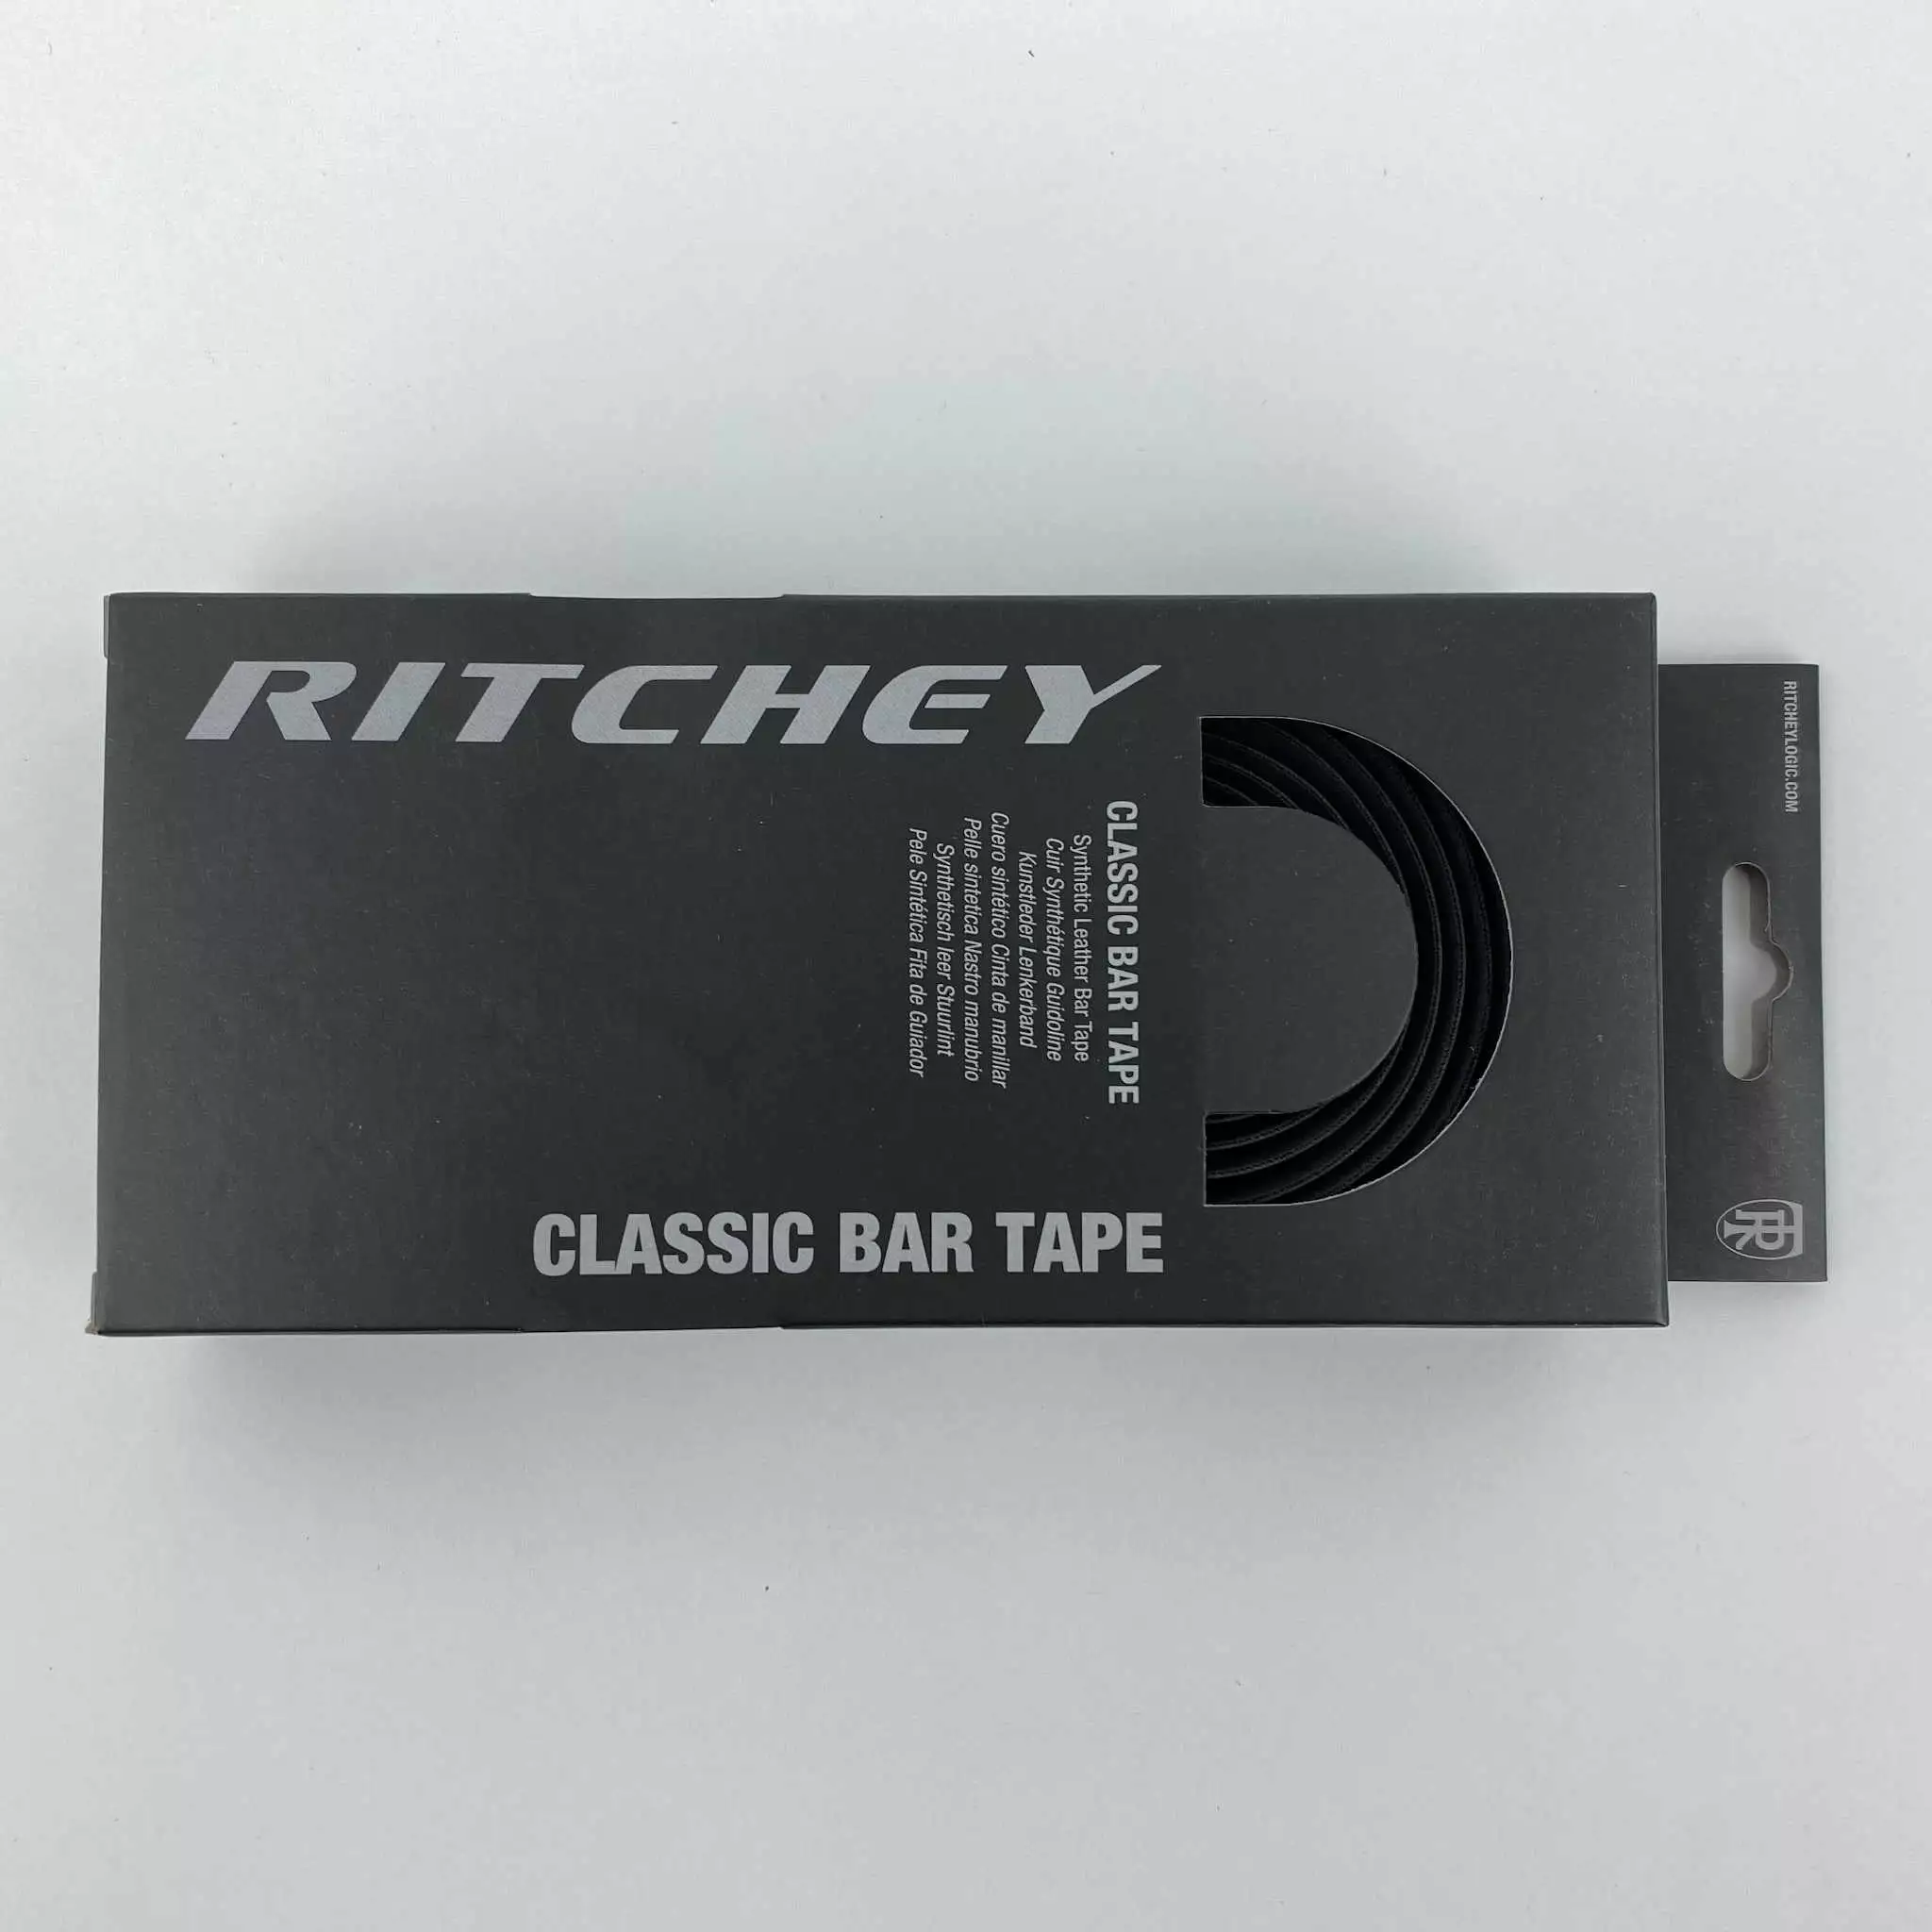 RITCHEY
CLASSIC BAR TAPE
Synthetic Leather Bar Tape
Cuir Synthétique Guidoline
Kunstleder Lenkerband
Cuero sintético Cinta de manillar
Pelle sintetica Nastro manubrio
Synthetisch leer Stuurlint
Pele Sintética Fita de Guiador
CLASSIC BAR TAPE
RITCHEYLOGIC.COM